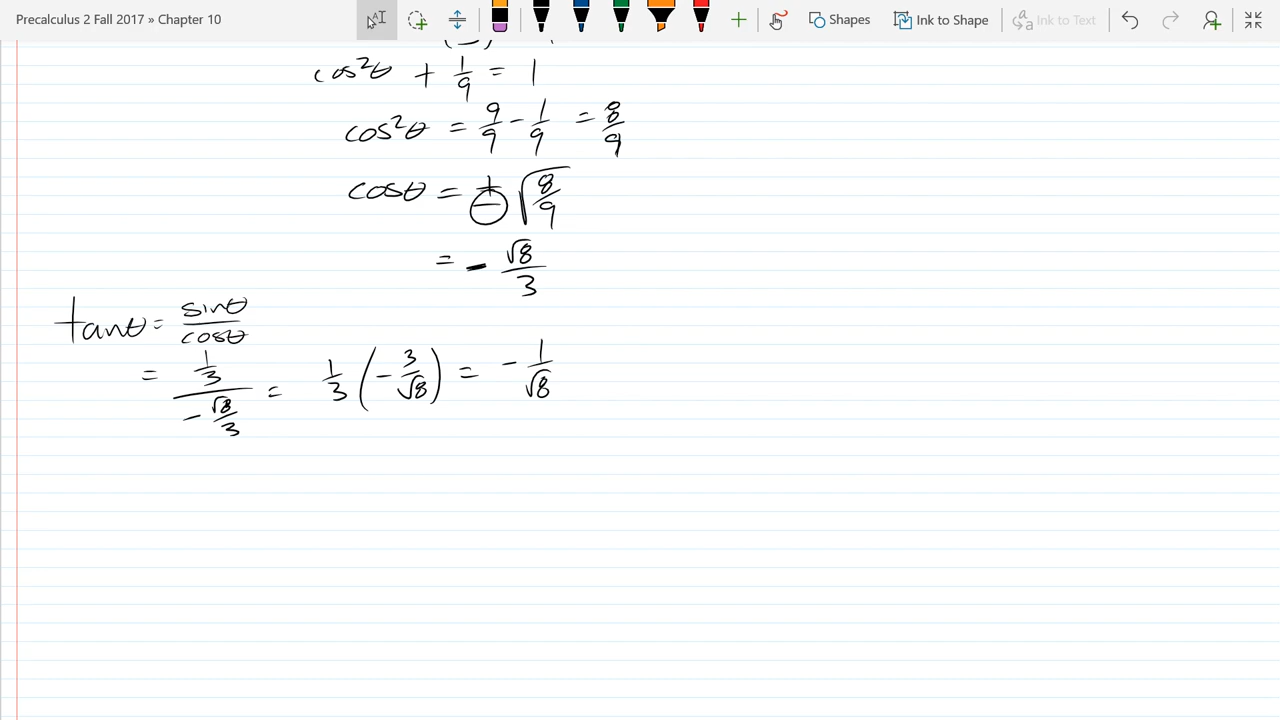 Precalculus 2 Fall 2017 » Chapter 10 Shapes Ink to Shape Ink to Text
cos²θ + 1/9 = 1
cos²θ = 9/9 - 1/9 = 8/9
cosθ = ± √(8/9)
= - √8/3
tanθ = sinθ/cosθ
= (1/3)/(-√8/3) = 1/3 (-3/√8) = - 1/√8